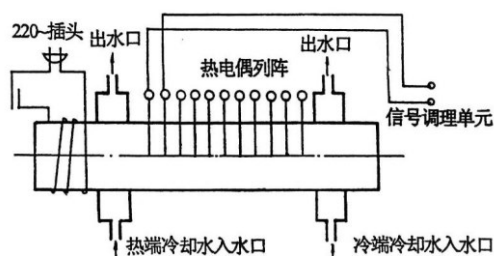 220~插头
出水口
热电偶列阵
出水口
信号调理单元
热端冷却水入水口
冷端冷却水入水口